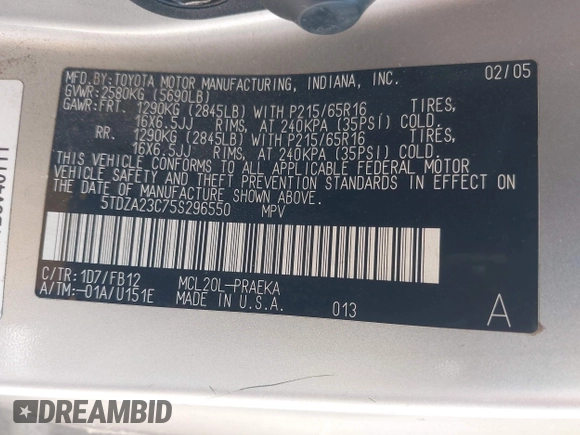 MFD.BY:TOYOTA MOTOR MANUFACTURING, INDIANA, INC. 02/05
GVWR: 2580KG (5690LB)
GAWR:FRT. 1290KG (2845LB) WITH P215/65R16 TIRES,
16X6.5JJ RIMS, AT 240KPA (35PSI) COLD.
RR. 1290KG (2845LB) WITH P215/65R16 TIRES,
16X6.5JJ RIMS, AT 240KPA (35PSI) COLD.
THIS VEHICLE CONFORMS TO ALL APPLICABLE FEDERAL MOTOR
VEHICLE SAFETY AND THEFT PREVENTION STANDARDS IN EFFECT ON
THE DATE OF MANUFACTURE SHOWN ABOVE.
5TDZA23C75S296550 MPV
C/TR: 1D7/FB12 MCL20L-PRAEKA
A/TM:-01A/U151E MADE IN U.S.A. 013 A
DREAMBID